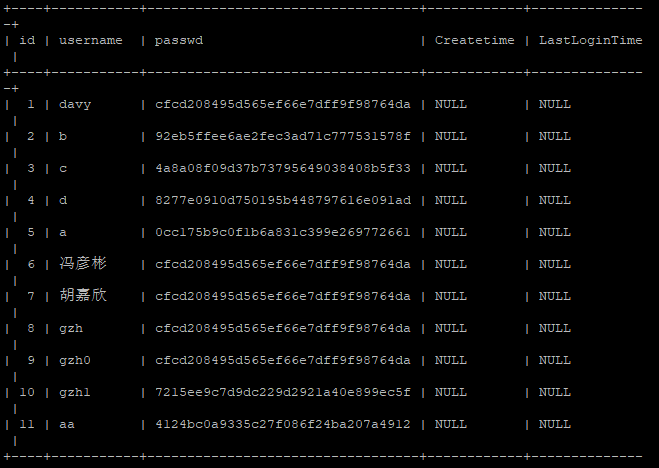 +----+-----------+----------------------------------+------------+--------------
-+
| id | username  | passwd                           | Createtime | LastLoginTime
 |
+----+-----------+----------------------------------+------------+--------------
-+
|  1 | davy      | cfcd208495d565ef66e7dff9f98764da | NULL       | NULL
 |
|  2 | b         | 92eb5ffee6ae2fec3ad71c777531578f | NULL       | NULL
 |
|  3 | c         | 4a8a08f09d37b73795649038408b5f33 | NULL       | NULL
 |
|  4 | d         | 8277e0910d750195b448797616e091ad | NULL       | NULL
 |
|  5 | a         | 0cc175b9c0f1b6a831c399e269772661 | NULL       | NULL
 |
|  6 | 冯彦彬    | cfcd208495d565ef66e7dff9f98764da | NULL       | NULL
 |
|  7 | 胡嘉欣    | cfcd208495d565ef66e7dff9f98764da | NULL       | NULL
 |
|  8 | gzh       | cfcd208495d565ef66e7dff9f98764da | NULL       | NULL
 |
|  9 | gzh0      | cfcd208495d565ef66e7dff9f98764da | NULL       | NULL
 |
| 10 | gzh1      | 7215ee9c7d9dc229d2921a40e899ec5f | NULL       | NULL
 |
| 11 | aa        | 4124bc0a9335c27f086f24ba207a4912 | NULL       | NULL
 |
+----+-----------+----------------------------------+------------+--------------